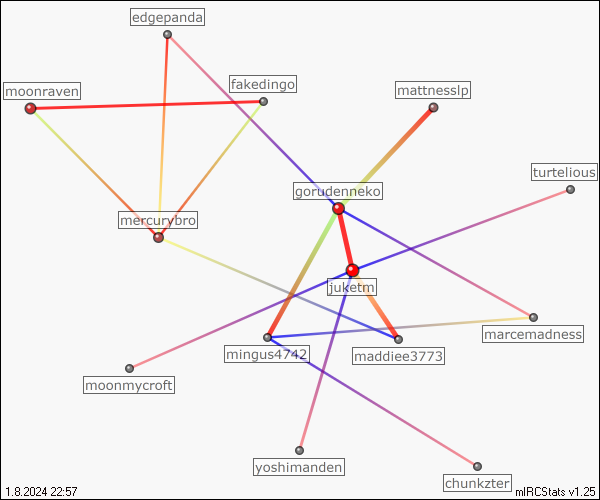 edgepanda
moonraven
fakedingo
mattnesslp
turtelious
gorudenneko
mercurybro
juketm
marcemadness
mingus4742
maddiee3773
moonmycroft
yoshimanden
chunkzter
1.8.2024 22:57
mIRCStats v1.25